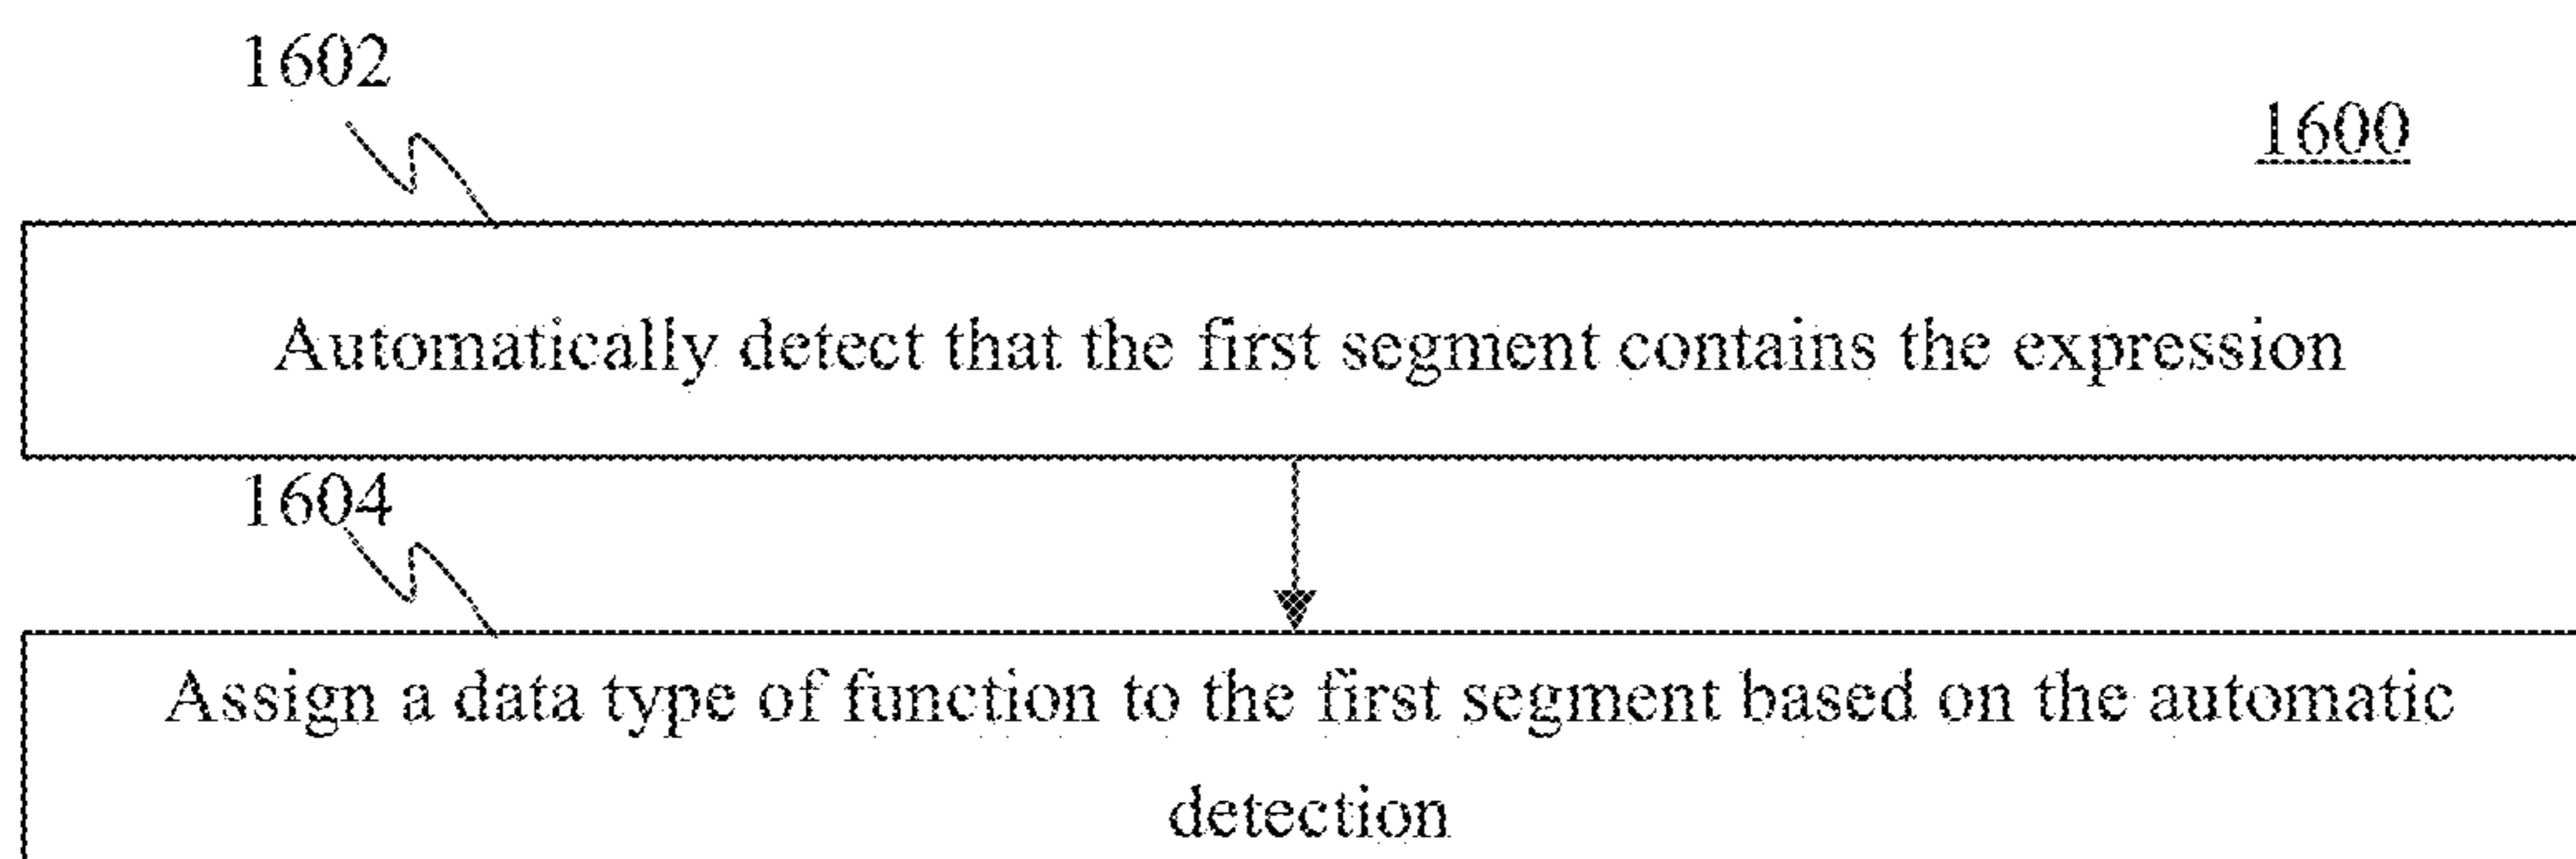 1602
1600
Automatically detect that the first segment contains the expression
1604
Assign a data type of function to the first segment based on the automatic
detection